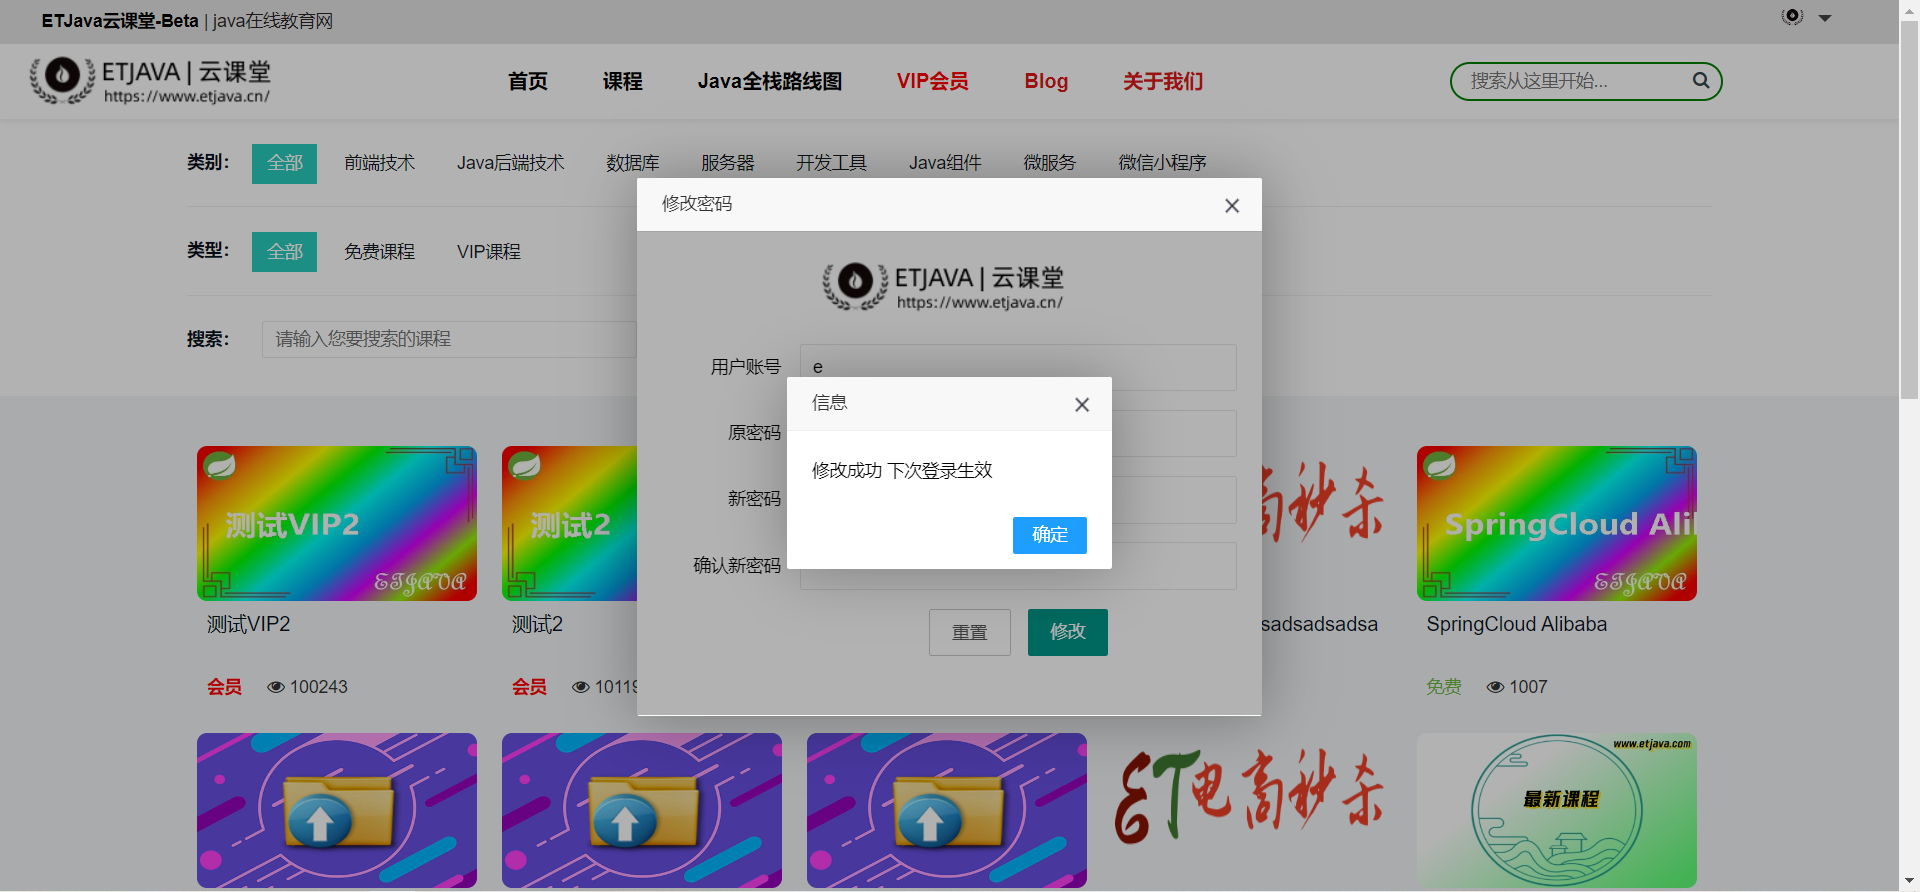 ETJava云课堂-Beta | java在线教育网
ETJAVA | 云课堂
https://www.etjava.cn/
首页 课程 Java全栈路线图 VIP会员 Blog 关于我们
搜索从这里开始...
类别： 全部 前端技术 Java后端技术 数据库 服务器 开发工具 Java组件 微服务 微信小程序
类型： 全部 免费课程 VIP课程
搜索： 请输入您要搜索的课程
修改密码
ETJAVA | 云课堂
https://www.etjava.cn/
用户账号 e
原密码
新密码
确认新密码
重置 修改
信息
修改成功 下次登录生效
确定
测试VIP2
ETJAVA
测试2
商秒杀
SpringCloud Ali
ETJAVA
测试VIP2
测试2
sadsadsadsa
SpringCloud Alibaba
会员 100243
会员 1011
免费 1007
ET电商秒杀
www.etjava.com
最新课程